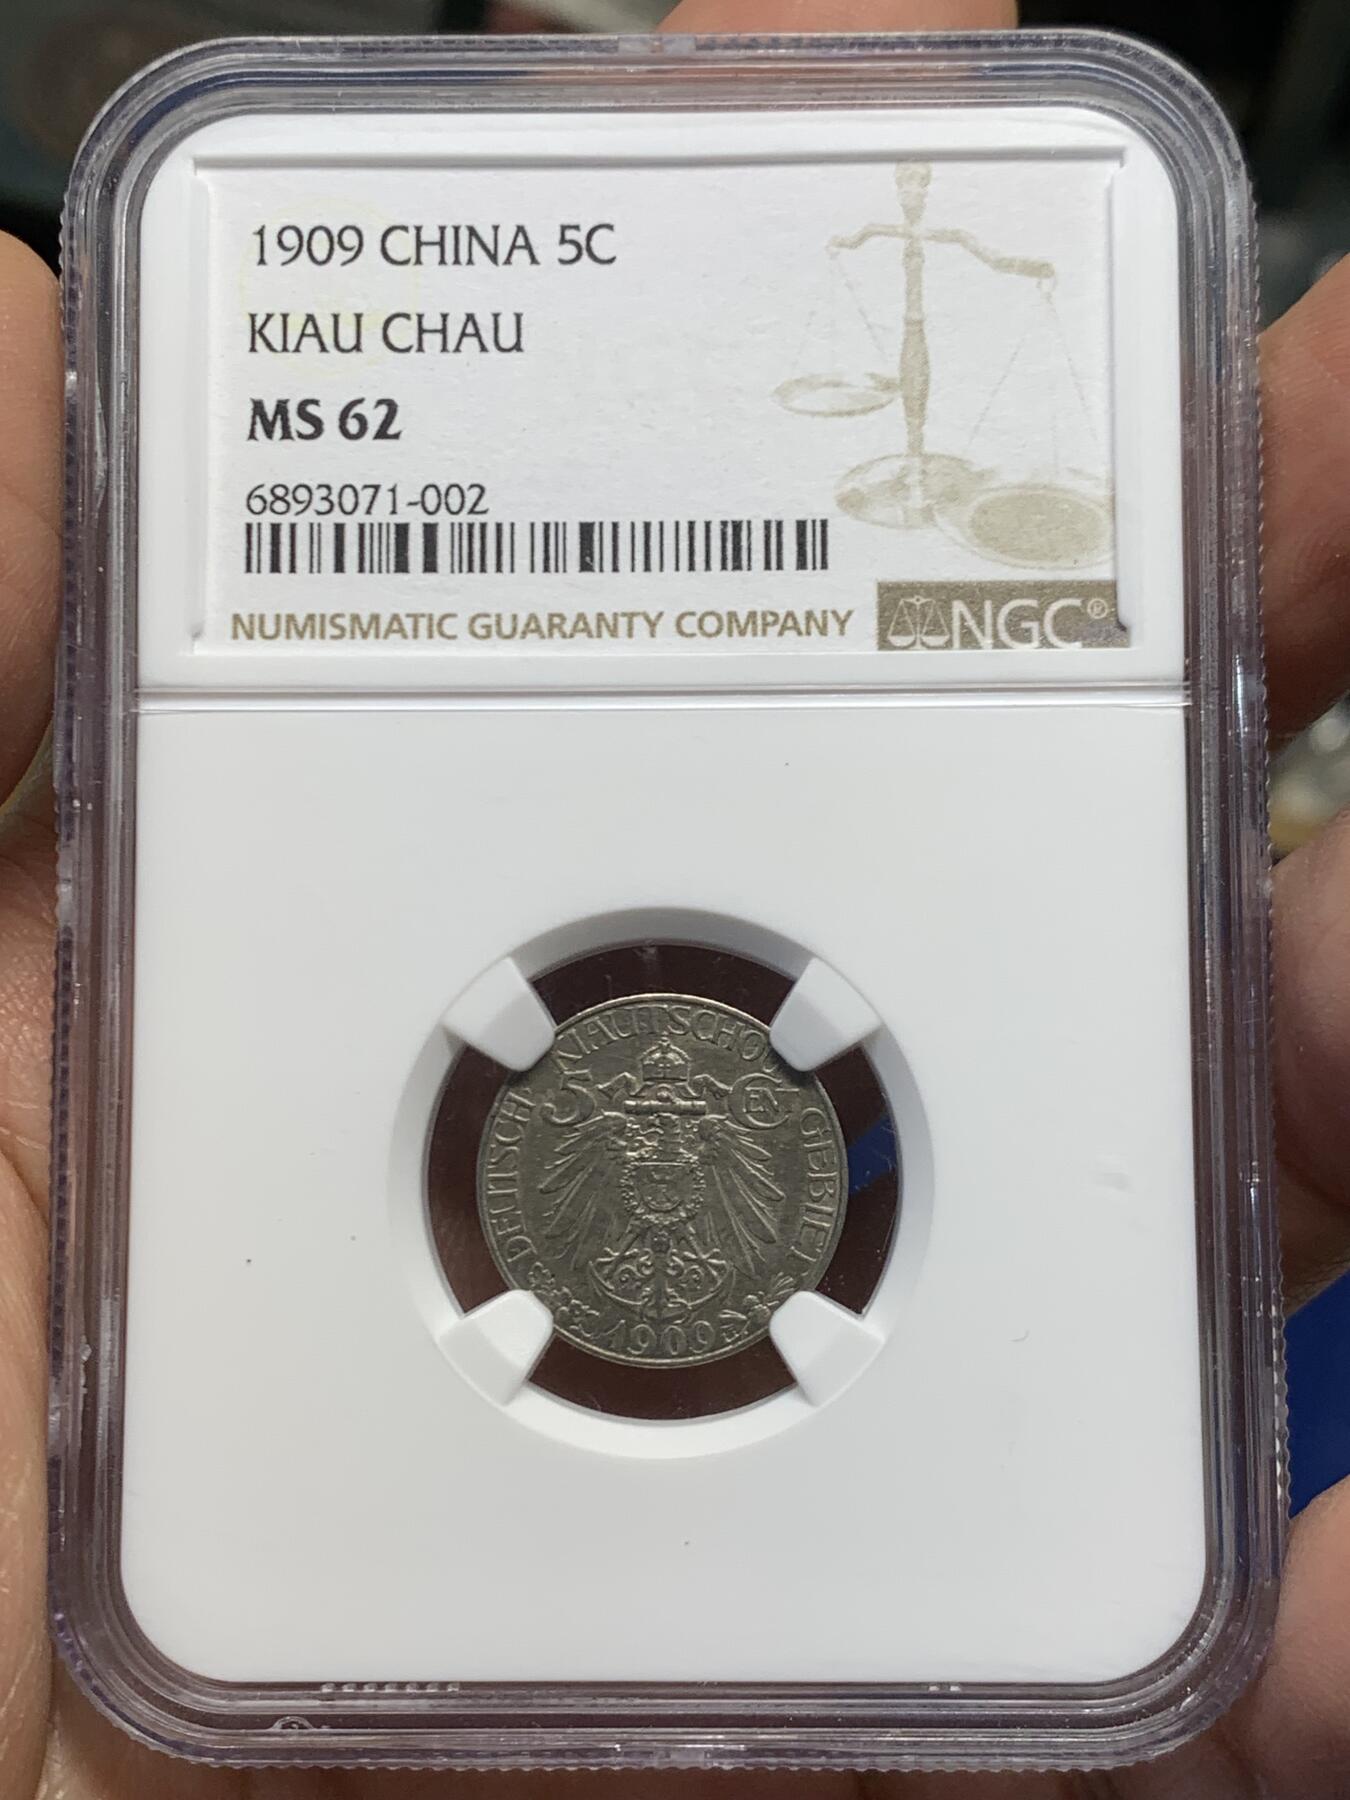 1909 CHINA 5C
KIAU CHAU
MS 62
6893071-002
NUMISMATIC GUARANTY COMPANY
NGC®
DEUTSCH. KIAUTSCHOU GEBIET
5 CENT
1909